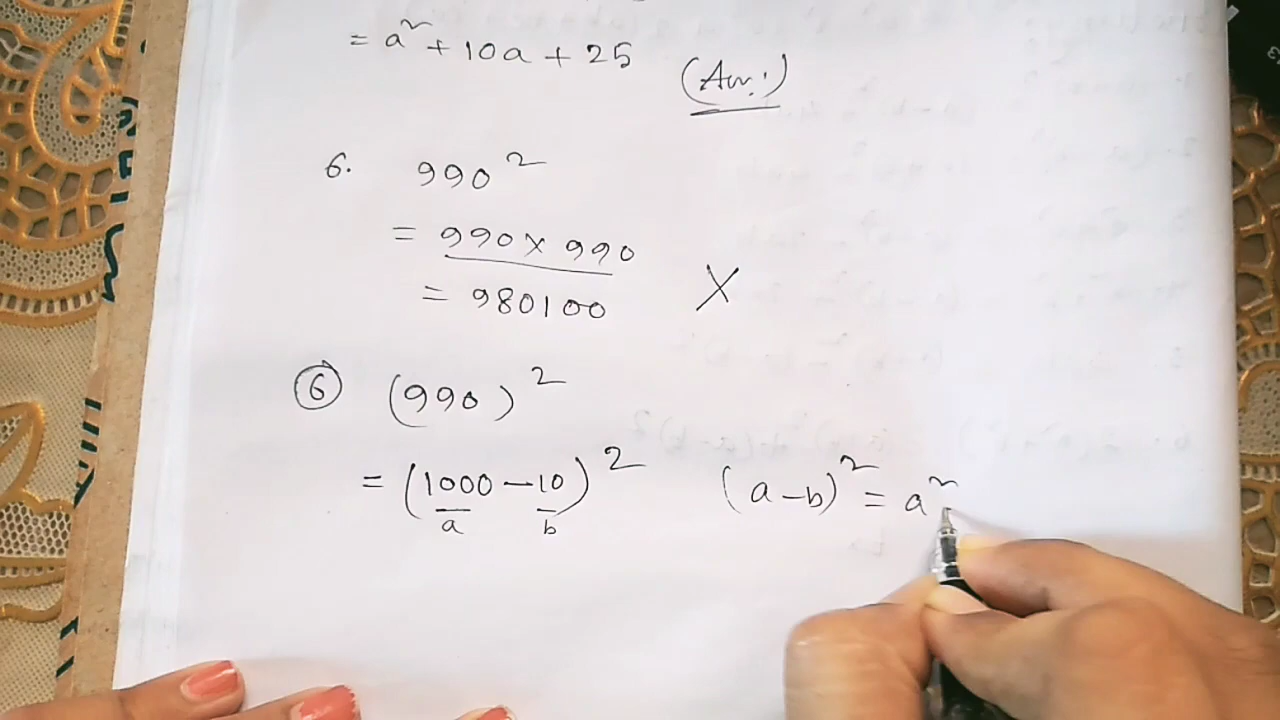 = a² + 10a + 25 (Ans:)
6. 990²
= 990 × 990
= 980100 X
6 (990)²
= (1000 – 10)² (a – b)² = a²
a b